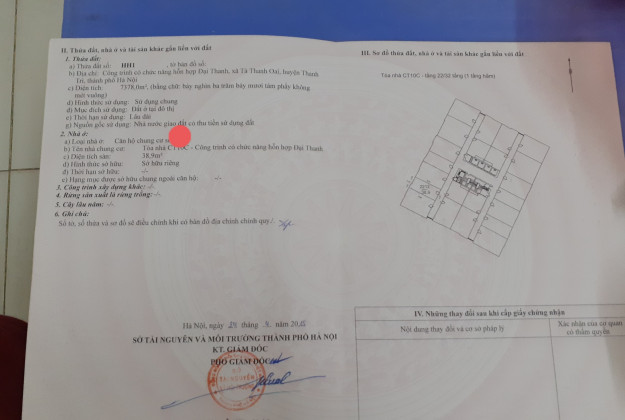 II. Thửa đất, nhà ở và tài sản khác gắn liền với đất
1. Thửa đất:
a) Thửa đất số: HH1 , tờ bản đồ số:
b) Địa chỉ: Công trình có chức năng hỗn hợp Đại Thanh, xã Tả Thanh Oai, huyện Thanh
Trì, thành phố Hà Nội
c) Diện tích: 7378,0m², (bằng chữ: bảy nghìn ba trăm bảy mươi tám phẩy không
mét vuông)
d) Hình thức sử dụng: Sử dụng chung
đ) Mục đích sử dụng: Đất ở tại đô thị
e) Thời hạn sử dụng: Lâu dài
g) Nguồn gốc sử dụng: Nhà nước giao đất có thu tiền sử dụng đất
2. Nhà ở:
a) Loại nhà ở: Căn hộ chung cư số
b) Tên nhà chung cư: Tòa nhà CT10C - Công trình có chức năng hỗn hợp Đại Thanh
c) Diện tích sàn: 38,9m²
d) Hình thức sở hữu: Sở hữu riêng
đ) Thời hạn sở hữu: -/-
e) Hạng mục được sở hữu chung ngoài căn hộ: -/-
3. Công trình xây dựng khác: -/-
4. Rừng sản xuất là rừng trồng: -/-
5. Cây lâu năm: -/-
6. Ghi chú:
Số tờ, số thửa và sơ đồ sẽ điều chỉnh khi có bản đồ địa chính chính quy./.
Hà Nội, ngày tháng năm 2015
SỞ TÀI NGUYÊN VÀ MÔI TRƯỜNG THÀNH PHỐ HÀ NỘI
KT. GIÁM ĐỐC
PHÓ GIÁM ĐỐC
III. Sơ đồ thửa đất, nhà ở và tài sản khác gắn liền với đất
Tòa nhà CT10C - tầng 32/32 tầng (1 tầng hầm)
IV. Những thay đổi sau khi cấp giấy chứng nhận
Nội dung thay đổi và cơ sở pháp lý
Xác nhận của cơ quan
có thẩm quyền